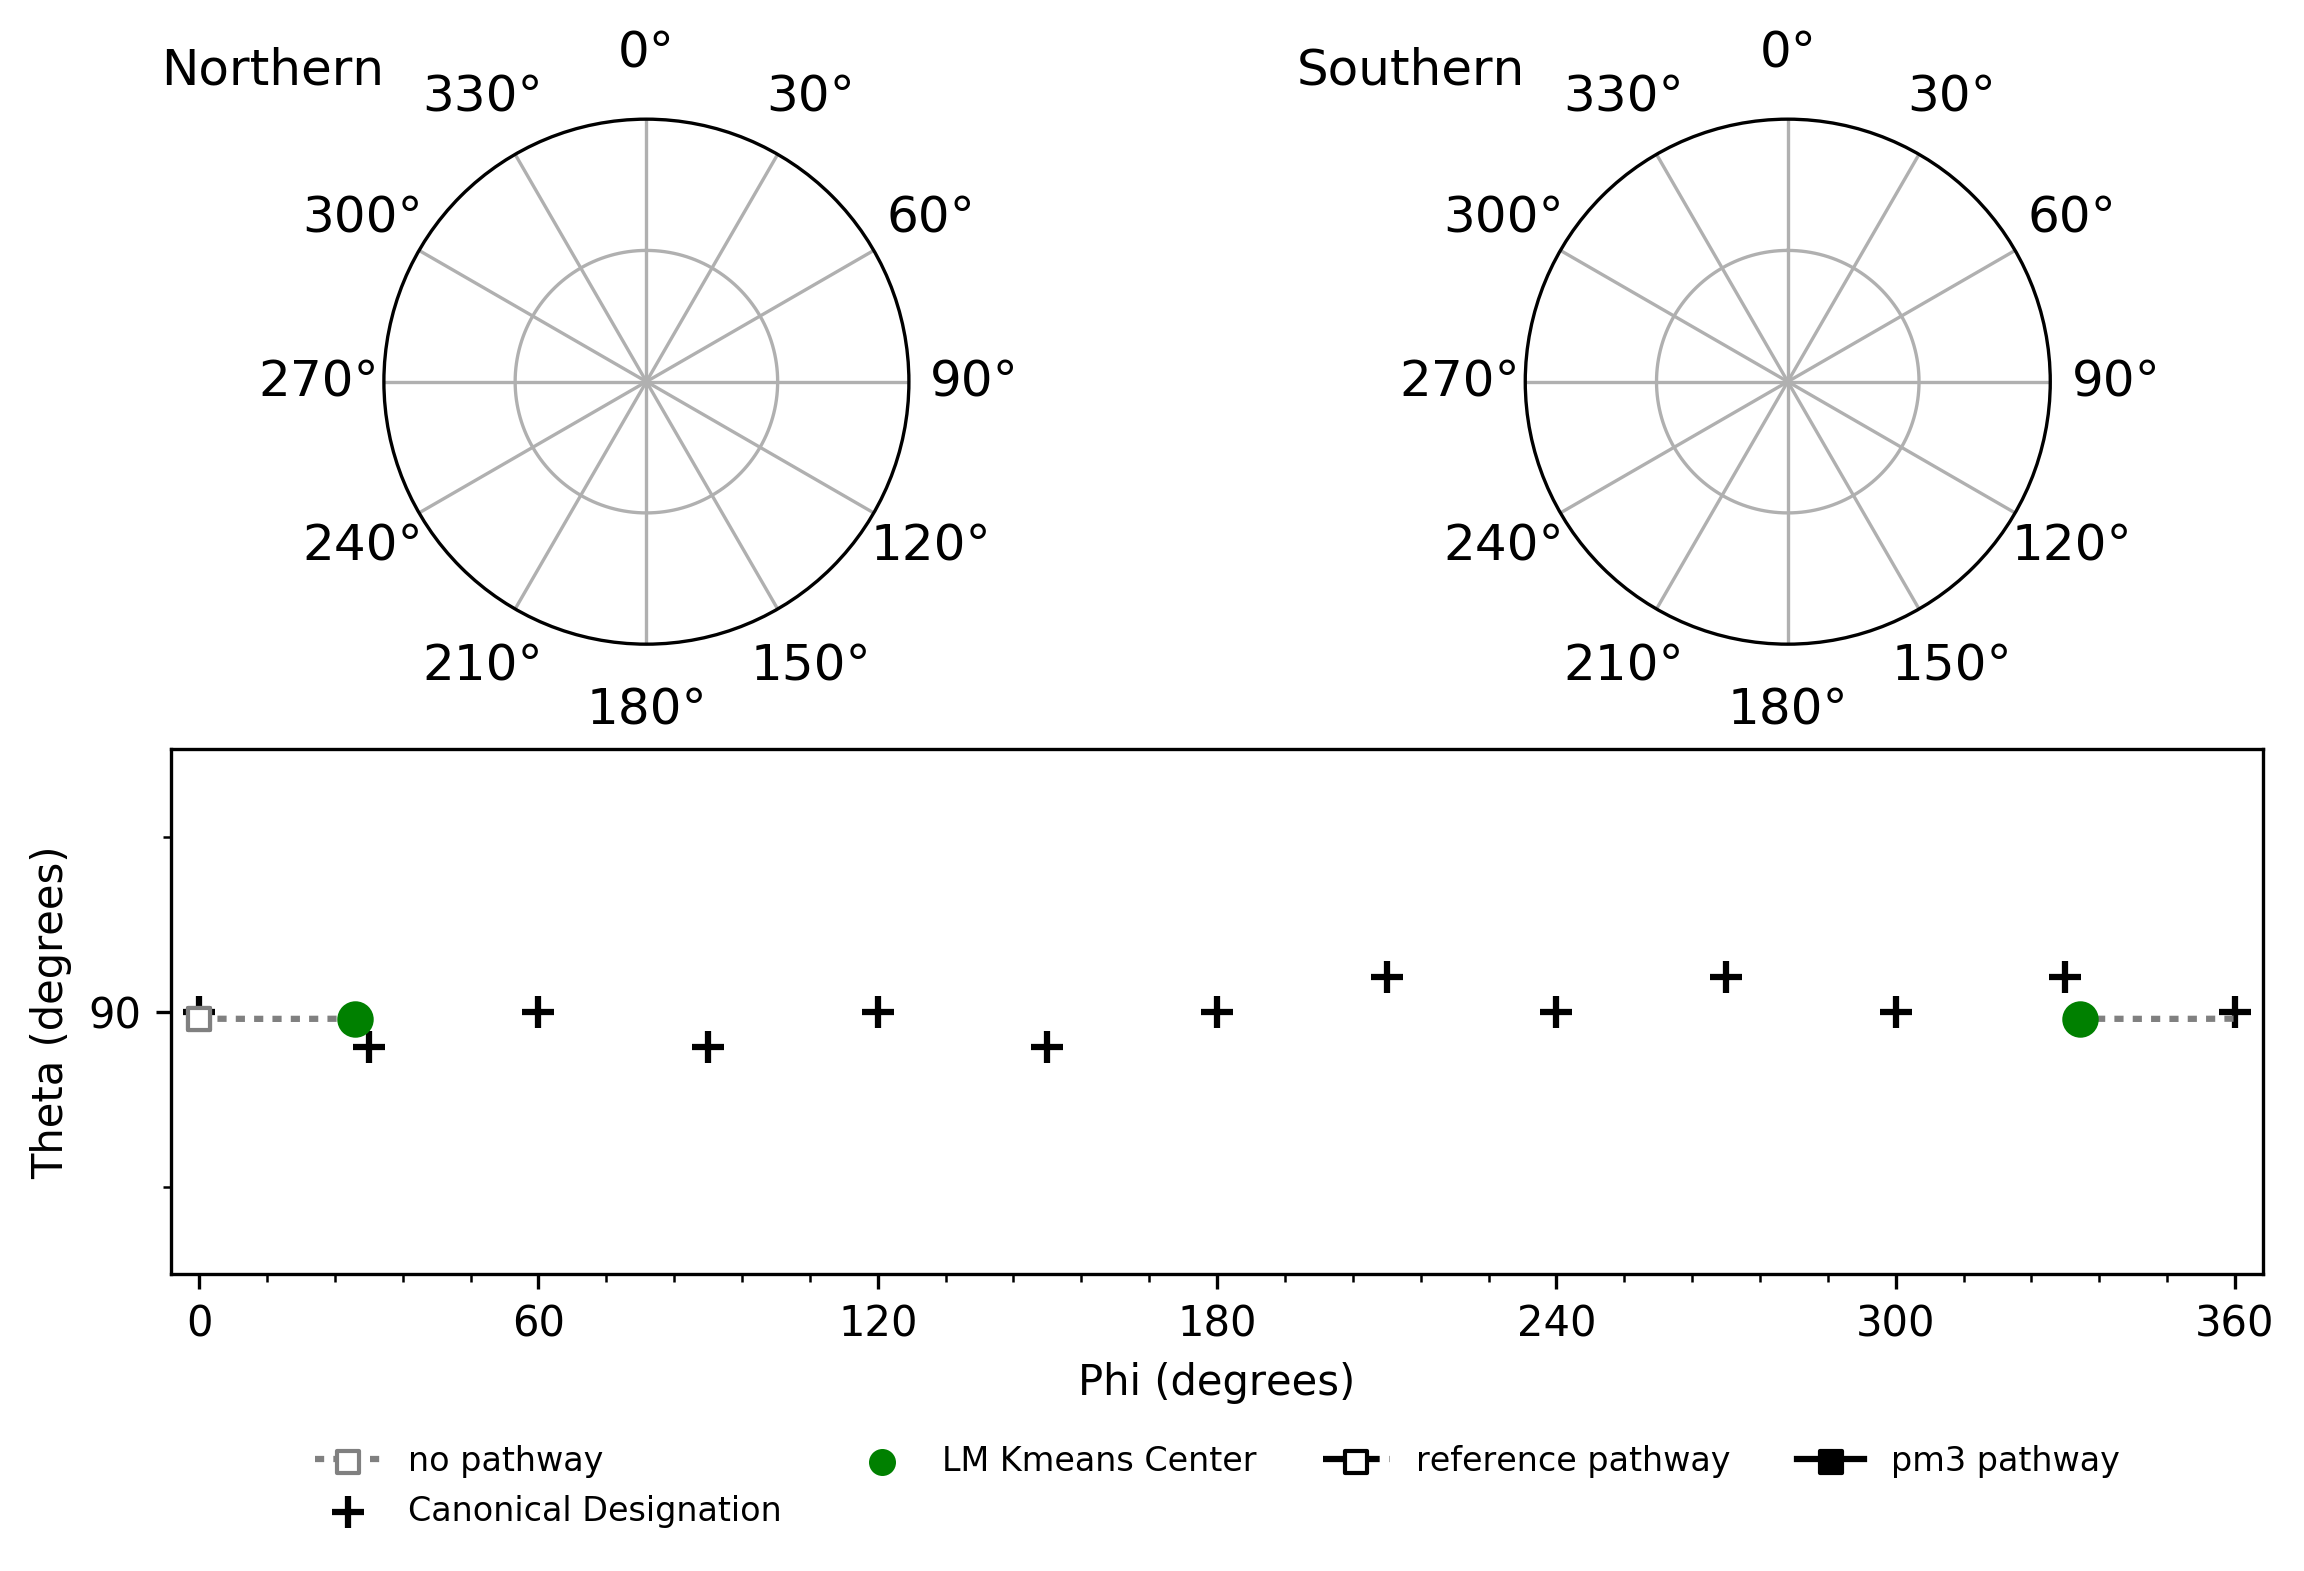 Northern
0°
330°
30°
300°
60°
270°
90°
240°
120°
210°
150°
180°
Southern
0°
330°
30°
300°
60°
270°
90°
240°
120°
210°
150°
180°
Theta (degrees)
90
0 60 120 180 240 300 360
Phi (degrees)
no pathway
Canonical Designation
LM Kmeans Center
reference pathway
pm3 pathway